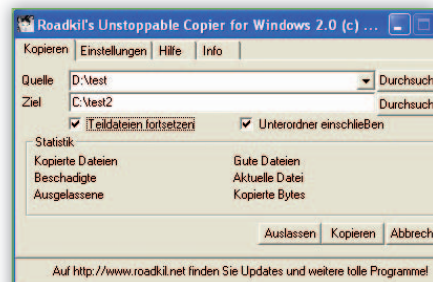 Roadkil's Unstoppable Copier for Windows 2.0 (c) ...
Kopieren Einstellungen Hilfe Info
Quelle D:\test Durchsuch
Ziel C:\test2 Durchsuch
Teildateien fortsetzen Unterordner einschließen
Statistik
Kopierte Dateien Gute Dateien
Beschadigte Aktuelle Datei
Ausgelassene Kopierte Bytes
Auslassen Kopieren Abbrech
Auf http://www.roadkil.net finden Sie Updates und weitere tolle Programme!